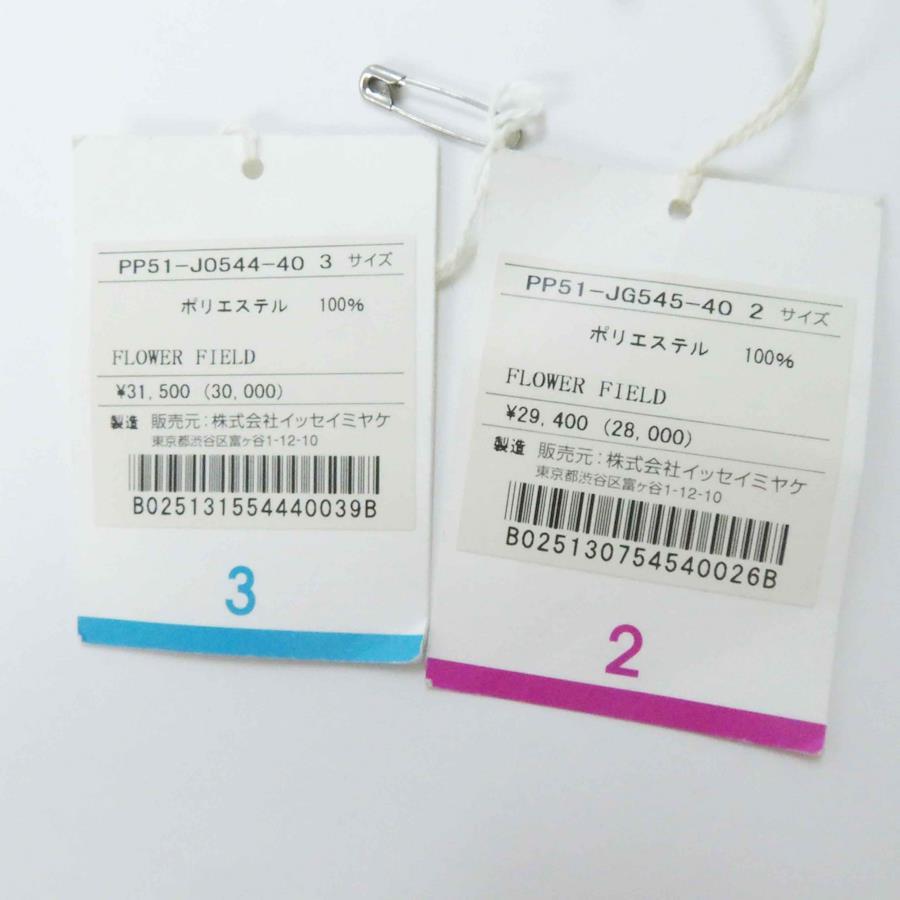 PP51-JO544-40 3 サイズ
ポリエステル 100%
FLOWER FIELD
¥31,500 (30,000)
製造 販売元:株式会社イッセイミヤケ
東京都渋谷区富ヶ谷1-12-10
B025131554440039B
3
PP51-JG545-40 2 サイズ
ポリエステル 100%
FLOWER FIELD
¥29,400 (28,000)
製造 販売元:株式会社イッセイミヤケ
東京都渋谷区富ヶ谷1-12-10
B025130754540026B
2